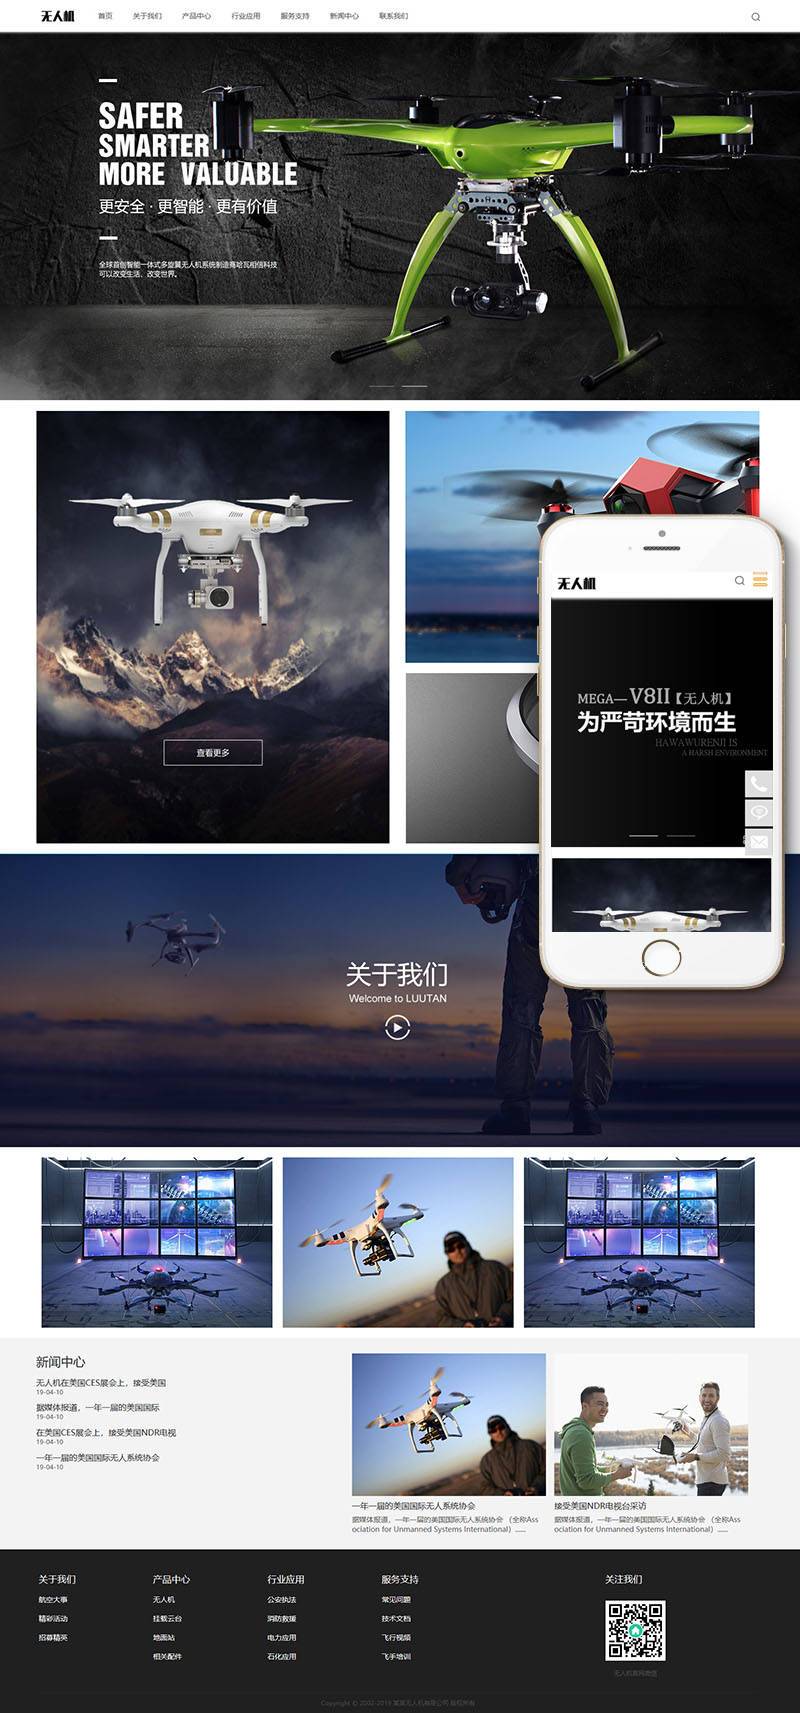 无人机
首页
关于我们
产品中心
行业应用
服务支持
新闻中心
联系我们
SAFER
SMARTER
MORE VALUABLE
更安全 · 更智能 · 更有价值
全球首创智能一体式多旋翼无人机系统制造商哈瓦相信科技
可以改变生活、改变世界。
查看更多
无人机
MEGA—V8II【无人机】
为严苛环境而生
HAWAWURENJI IS
A HARSH ENVIRONMENT
关于我们
Welcome to LUUTAN
新闻中心
无人机在美国CES展会上，接受美国
19-04-10
据媒体报道，一年一届的美国国际
19-04-10
在美国CES展会上，接受美国NDR电视
19-04-10
一年一届的美国国际无人系统协会
19-04-10
一年一届的美国国际无人系统协会
据媒体报道，一年一届的美国国际无人系统协会（全称Ass
ociation for Unmanned Systems International）......
接受美国NDR电视台采访
据媒体报道，一年一届的美国国际无人系统协会（全称Ass
ociation for Unmanned Systems International）......
关于我们
航空大事
精彩活动
招募精英
产品中心
无人机
挂载云台
地面站
相关配件
行业应用
公安执法
消防救援
电力应用
石化应用
服务支持
常见问题
技术文档
飞行视频
飞手培训
关注我们
无人机官网微信
Copyright © 2002-2019 某某无人机有限公司 版权所有